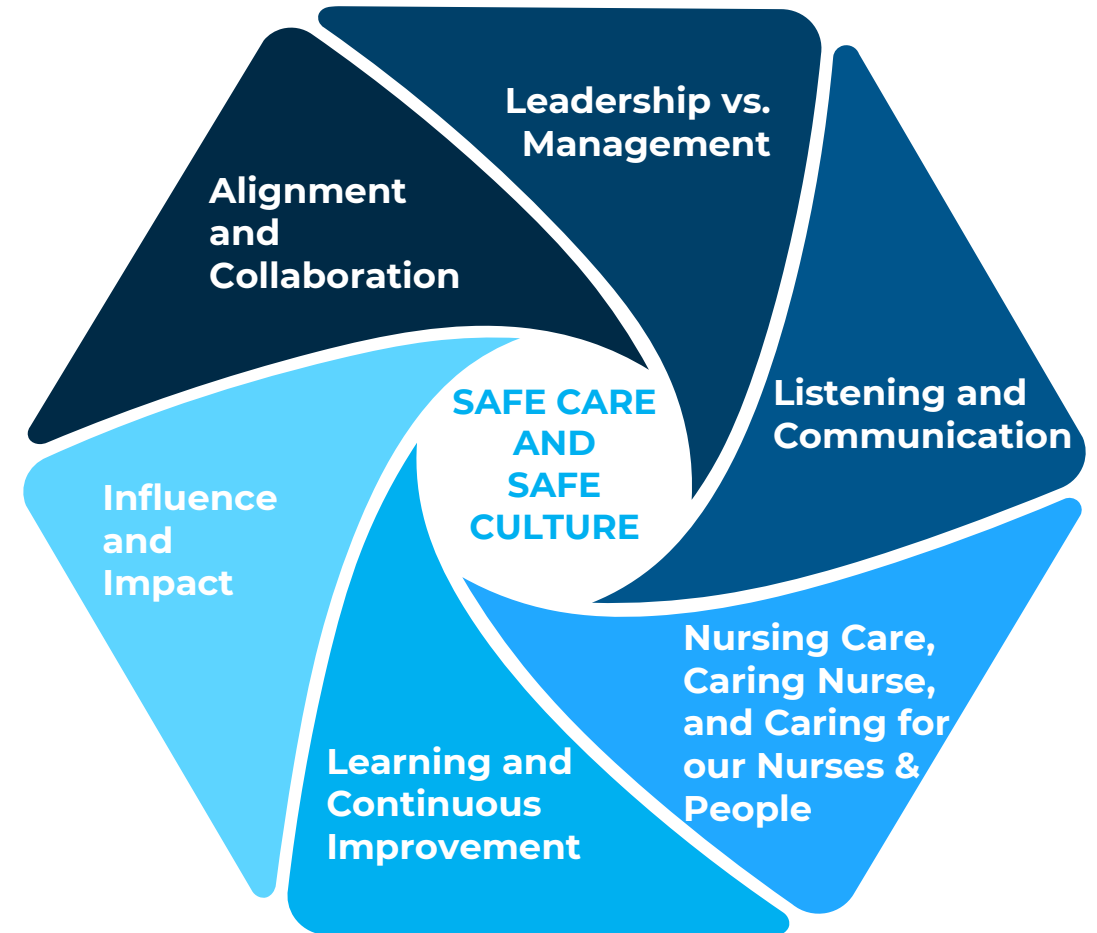 Leadership vs.
Management
Alignment
and
Collaboration
Listening and
Communication
SAFE CARE
AND
SAFE
CULTURE
Influence
and
Impact
Nursing Care,
Caring Nurse,
and Caring for
our Nurses &
People
Learning and
Continuous
Improvement